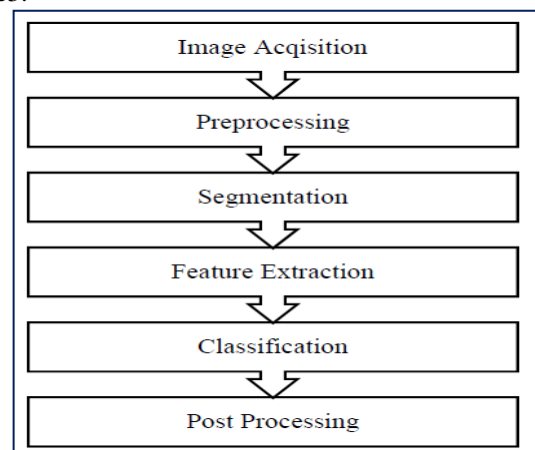 Image Acqisition
Preprocessing
Segmentation
Feature Extraction
Classification
Post Processing